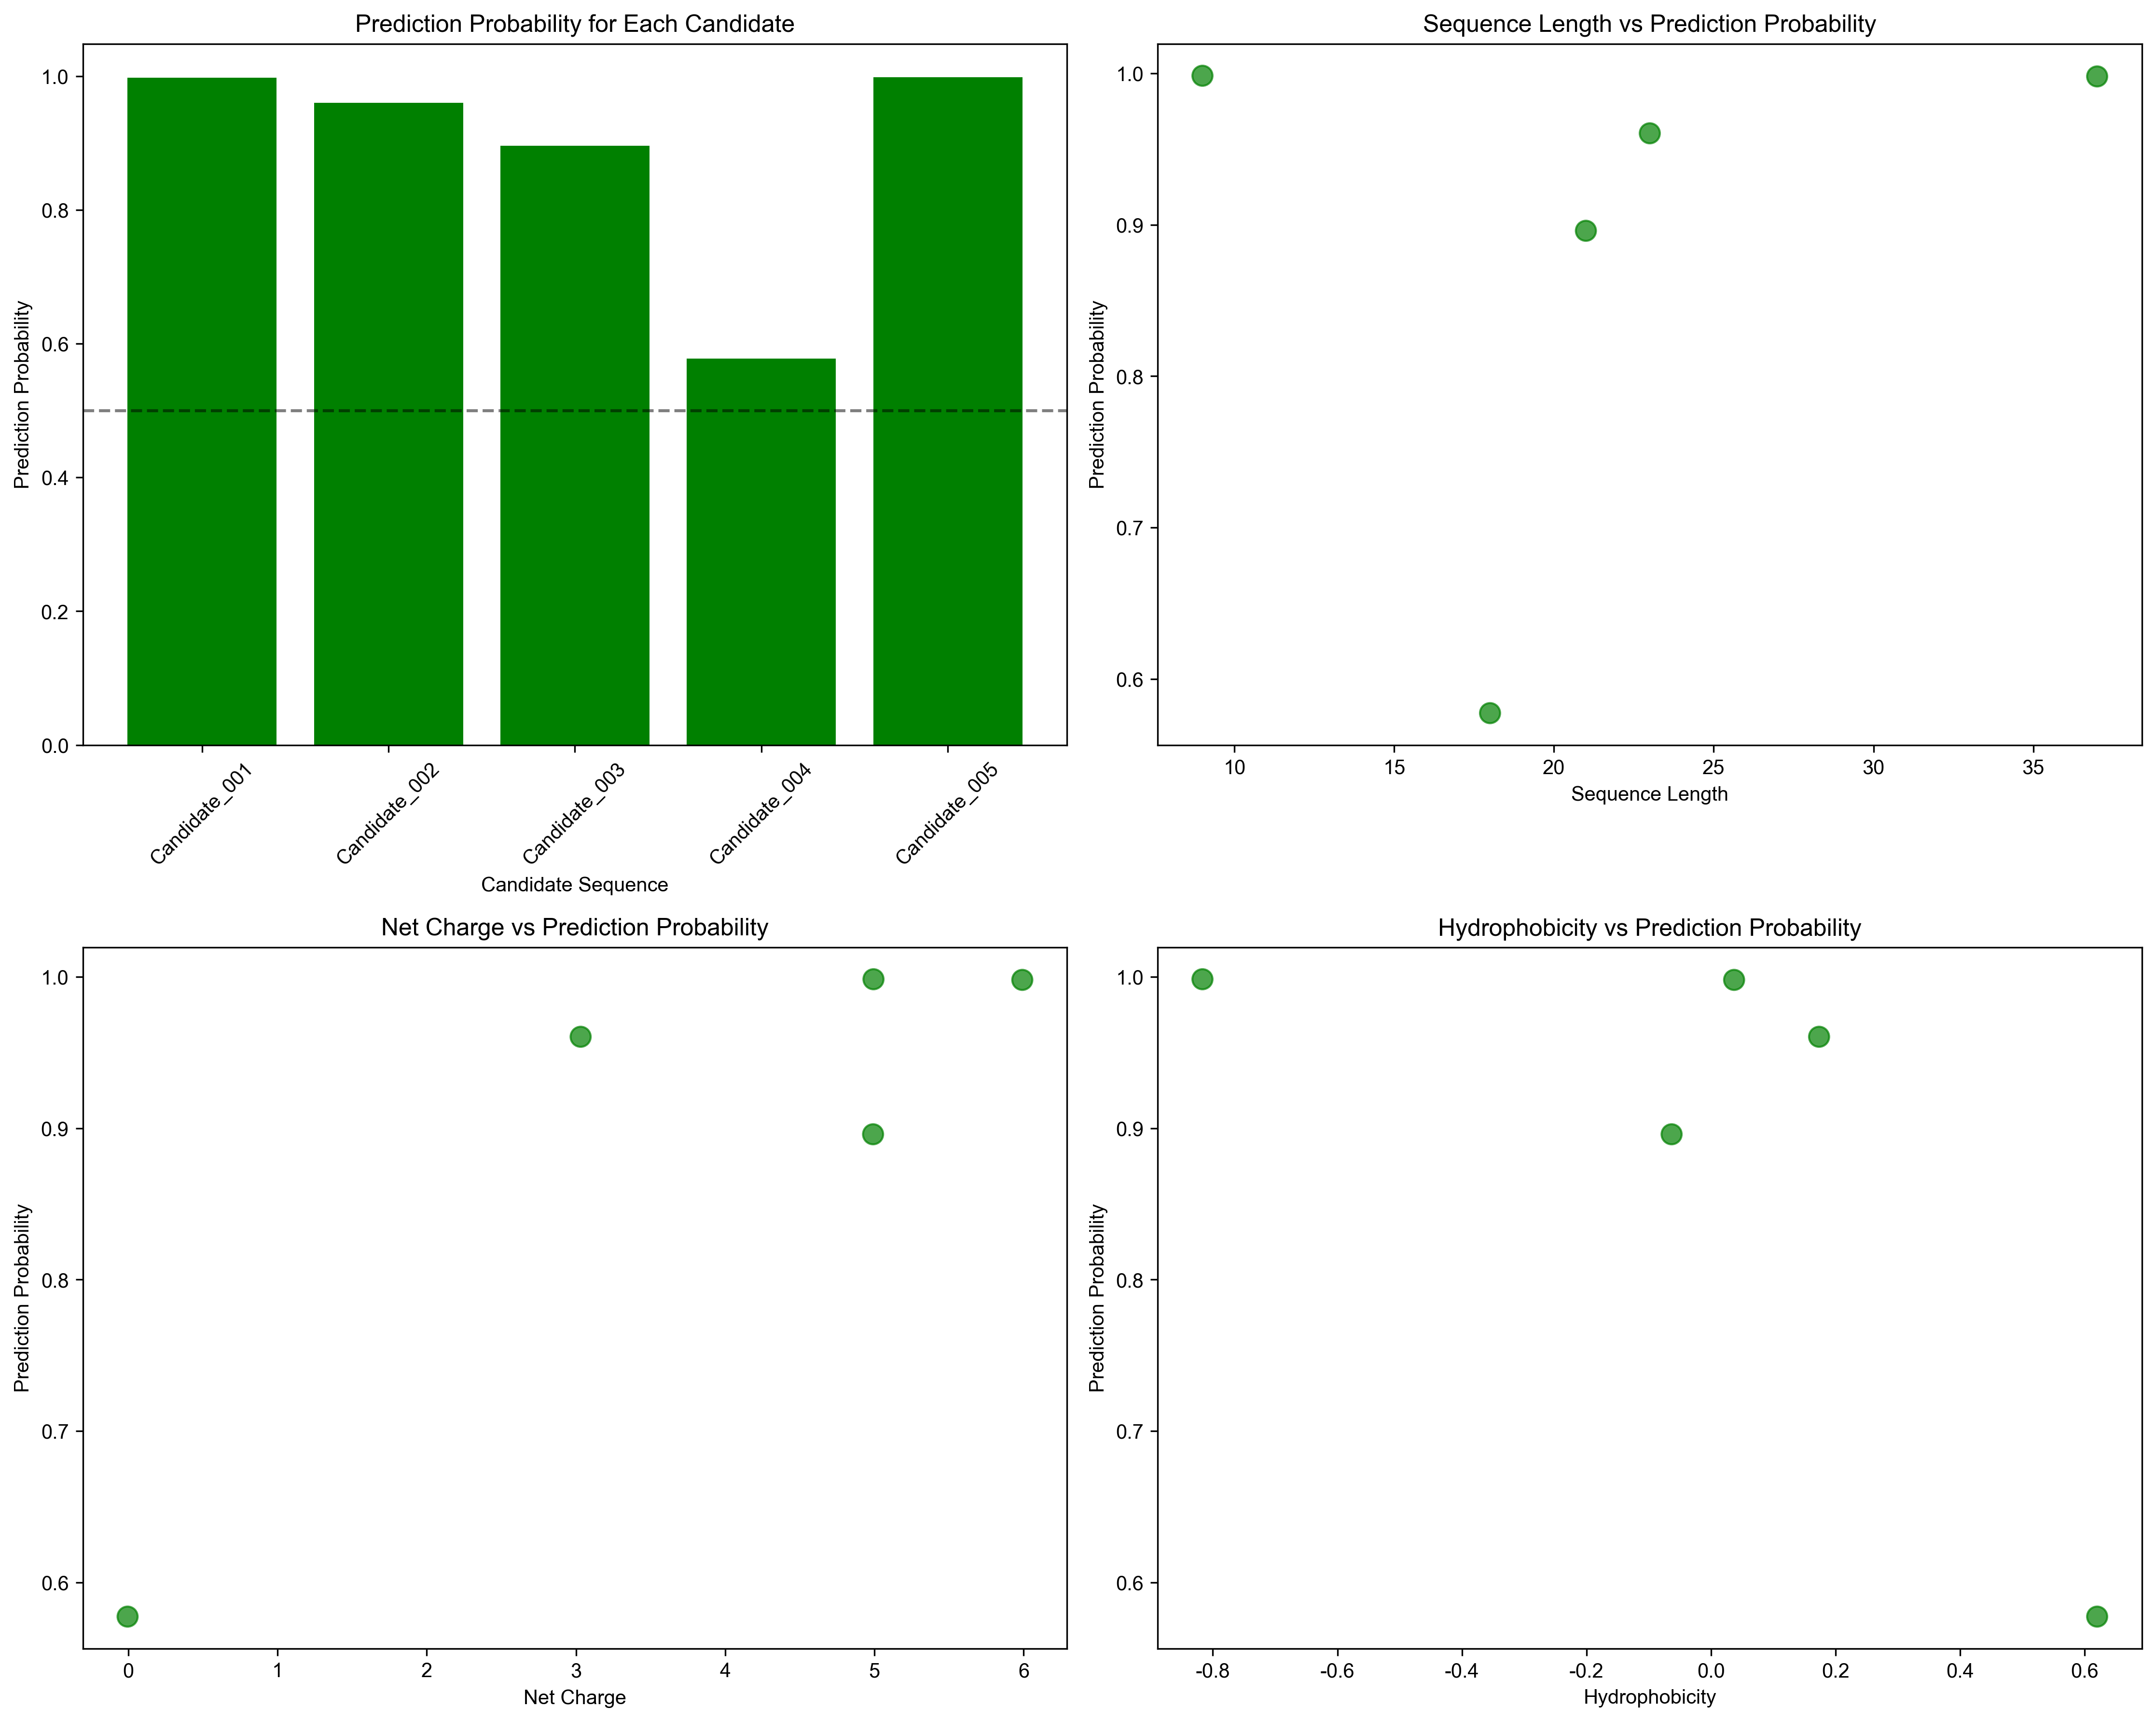 Prediction Probability for Each Candidate
Prediction Probability
1.0
0.8
0.6
0.4
0.2
0.0
Candidate_001
Candidate_002
Candidate_003
Candidate_004
Candidate_005
Candidate Sequence
Sequence Length vs Prediction Probability
Prediction Probability
1.0
0.9
0.8
0.7
0.6
10
15
20
25
30
35
Sequence Length
Net Charge vs Prediction Probability
Prediction Probability
1.0
0.9
0.8
0.7
0.6
0
1
2
3
4
5
6
Net Charge
Hydrophobicity vs Prediction Probability
Prediction Probability
1.0
0.9
0.8
0.7
0.6
-0.8
-0.6
-0.4
-0.2
0.0
0.2
0.4
0.6
Hydrophobicity